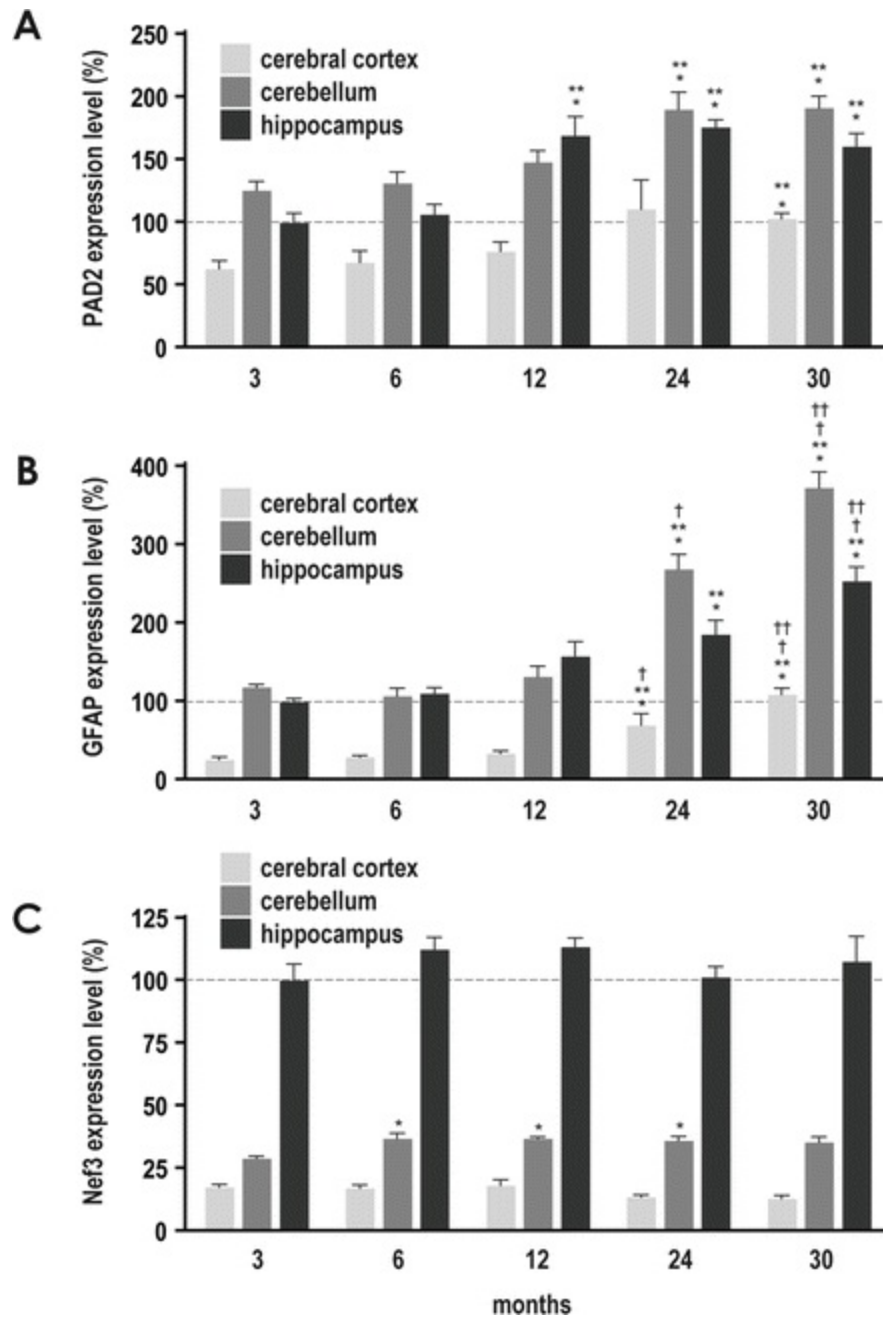 A
PAD2 expression level (%)
250
200
150
100
50
0
cerebral cortex
cerebellum
hippocampus
**
*
**
*
**
*
**
*
**
*
**
*
3 6 12 24 30
B
GFAP expression level (%)
400
300
200
100
0
cerebral cortex
cerebellum
hippocampus
†
**
*
†
**
*
**
*
††
†
**
*
††
†
**
*
††
†
**
*
3 6 12 24 30
C
Nef3 expression level (%)
125
100
75
50
25
0
cerebral cortex
cerebellum
hippocampus
*
*
*
3 6 12 24 30
months